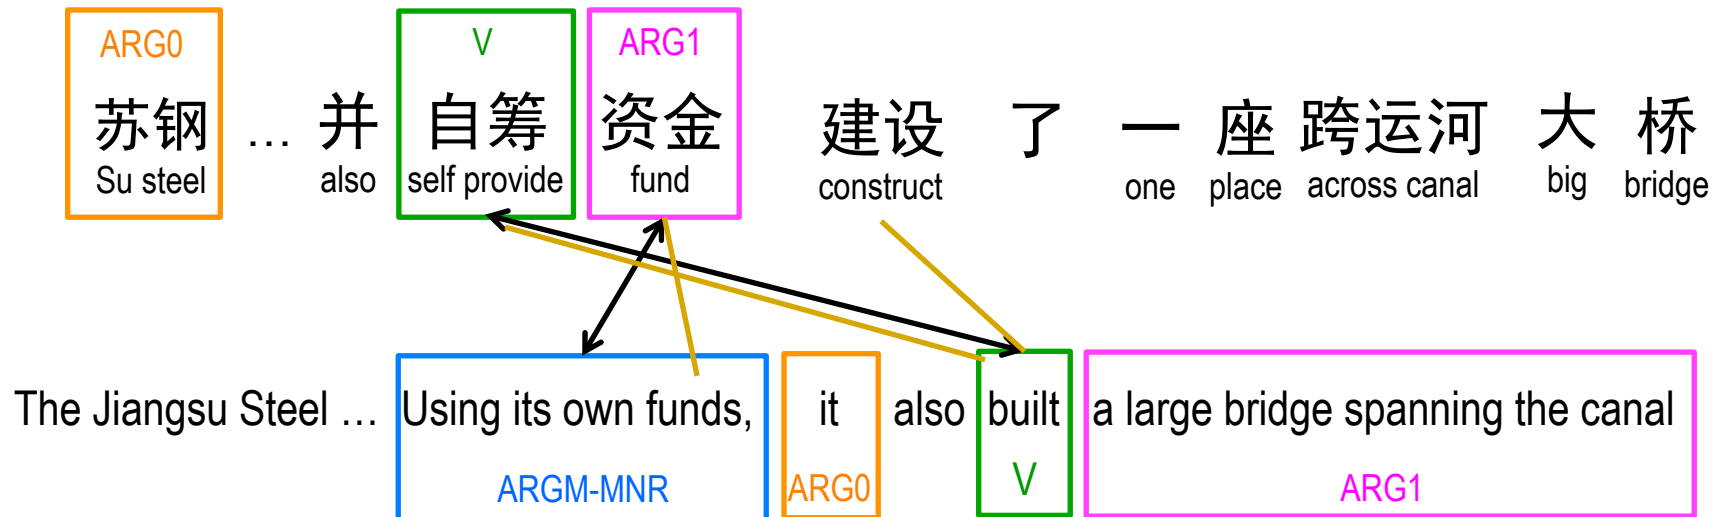 ARG0 V ARG1
苏钢 … 并 自筹 资金 建设 了 一 座 跨运河 大 桥
Su steel also self provide fund construct one place across canal big bridge
The Jiangsu Steel … Using its own funds, it also built a large bridge spanning the canal
ARGM-MNR ARG0 V ARG1